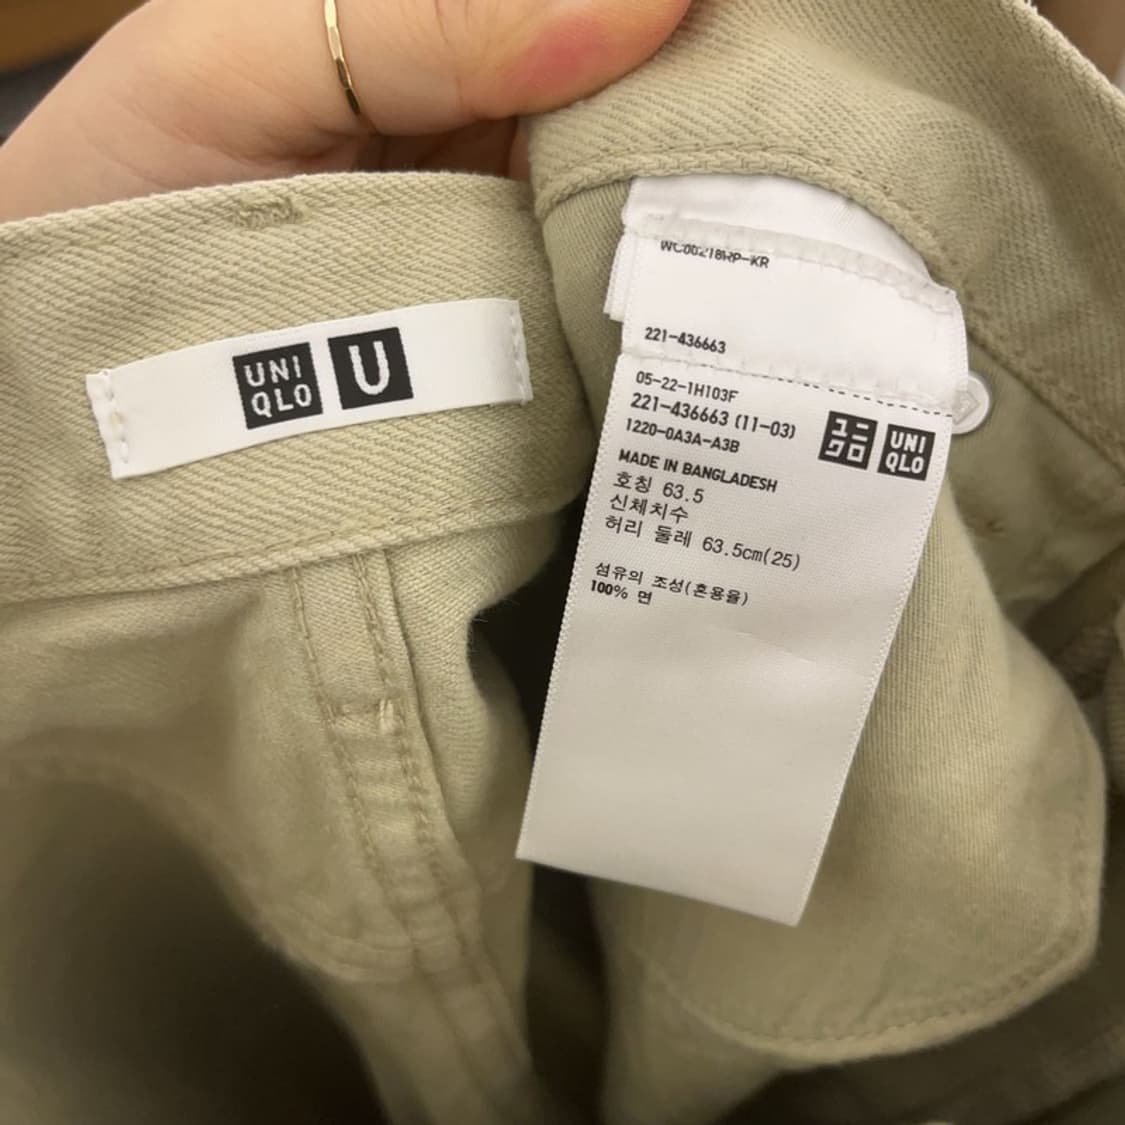 UNI
QLO
U
WC00218RP-KR
221-436663
05-22-1H103F
221-436663 (11-03)
1220-0A3A-A3B
ユニ
クロ
UNI
QLO
MADE IN BANGLADESH
호칭 63.5
신체치수
허리 둘레 63.5cm(25)
섬유의 조성(혼용율)
100% 면